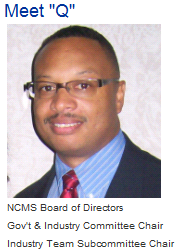 Meet "Q"
NCMS Board of Directors
Gov't & Industry Committee Chair
Industry Team Subcommittee Chair